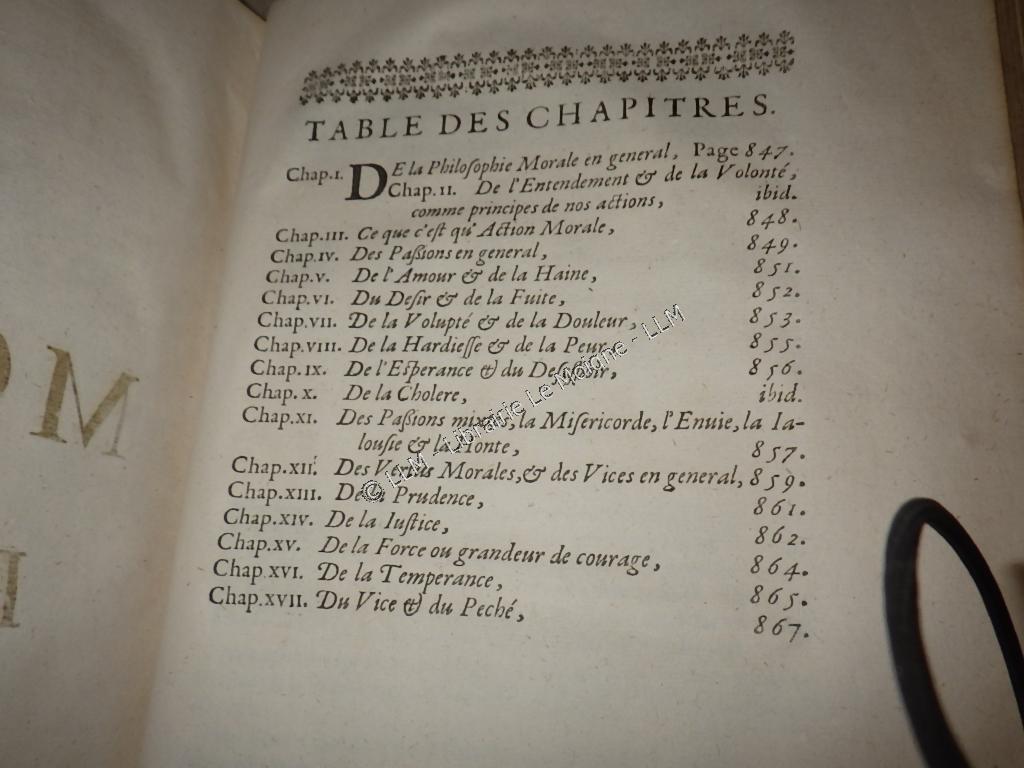 TABLE DES CHAPITRES.
Chap.I. DE la Philoſophie Morale en general, Page 847.
Chap.II. De l'Entendement & de la Volonté,
comme principes de nos actions, ibid.
Chap.III. Ce que c'eſt qu'Action Morale, 848.
Chap.IV. Des Paſsions en general, 849.
Chap.V. De l'Amour & de la Haine, 851.
Chap.VI. Du Deſir & de la Fuite, 852.
Chap.VII. De la Volupté & de la Douleur, 853.
Chap.VIII. De la Hardieſſe & de la Peur, 855.
Chap.IX. De l'Eſperance & du Deſeſpoir, 856.
Chap.X. De la Cholere, ibid.
Chap.XI. Des Paſsions mixtes, la Miſericorde, l'Enuie, la Ia-
louſie & la Honte, 857.
Chap.XII. Des Vertus Morales, & des Vices en general, 859.
Chap.XIII. De la Prudence, 861.
Chap.XIV. De la Iuſtice, 862.
Chap.XV. De la Force ou grandeur de courage, 864.
Chap.XVI. De la Temperance, 865.
Chap.XVII. Du Vice & du Peché, 867.
© LLM - Librairie Le Moigne - LLM
OM